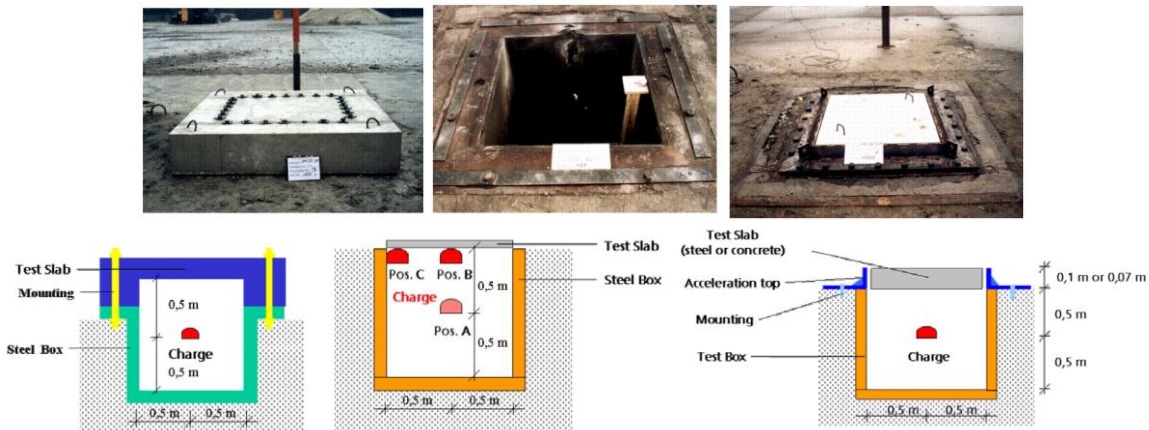 Test Slab
Mounting
Steel Box
0,5 m
Charge
0,5 m
0,5 m
0,5 m
Test Slab
Steel Box
Pos. C
Pos. B
Charge
Pos. A
0,5 m
0,5 m
0,5 m
0,5 m
Test Slab
(steel or concrete)
Acceleration top
Mounting
Test Box
Charge
0,1 m or 0,07 m
0,5 m
0,5 m
0,5 m
0,5 m